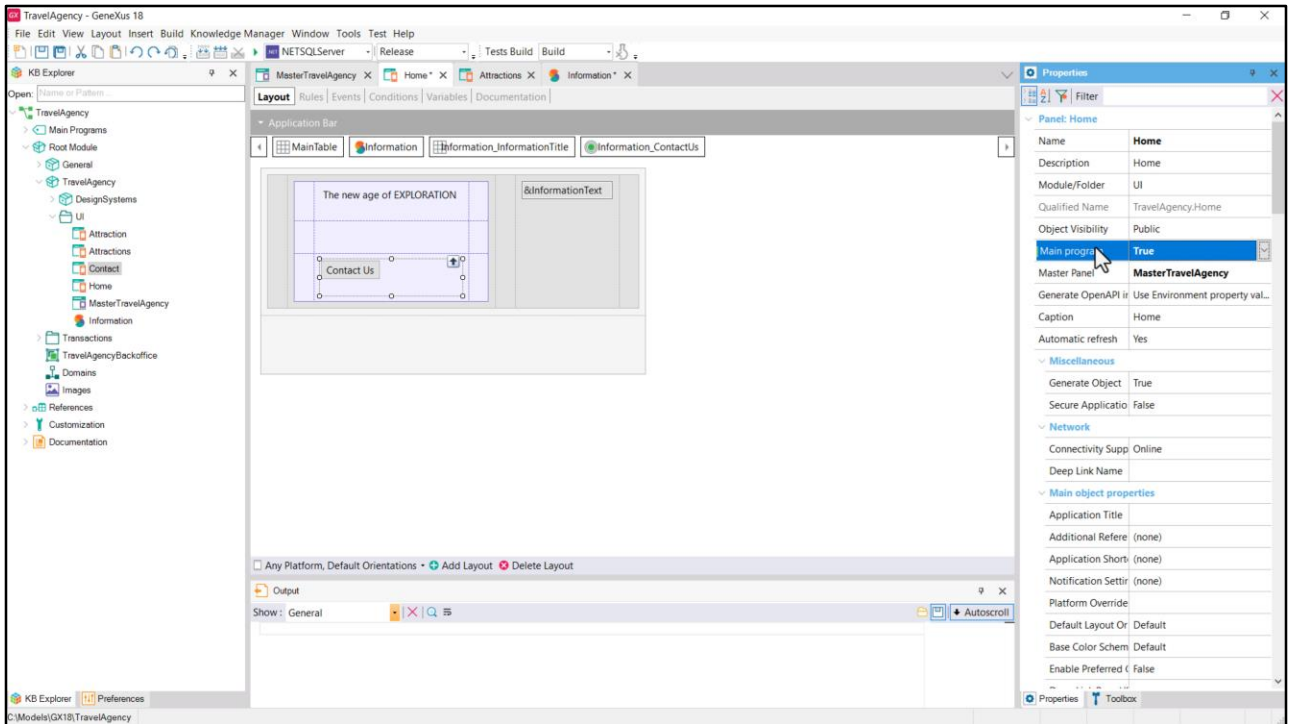 GX TravelAgency - GeneXus 18
File Edit View Layout Insert Build Knowledge Manager Window Tools Test Help
NETSQLServer Release Tests Build Build
KB Explorer
Open: Name or Pattern...
TravelAgency
Main Programs
Root Module
General
TravelAgency
DesignSystems
UI
Attraction
Attractions
Contact
Home
MasterTravelAgency
Information
Transactions
TravelAgencyBackoffice
Domains
Images
References
Customization
Documentation
KB Explorer Preferences
C:\Models\GX18\TravelAgency
MasterTravelAgency X Home* X Attractions X Information* X
Layout Rules Events Conditions Variables Documentation
Application Bar
MainTable Information Information_InformationTitle Information_ContactUs
The new age of EXPLORATION
&InformationText
Contact Us
Any Platform, Default Orientations Add Layout Delete Layout
Output
Show: General Autoscroll
Properties
Filter
Panel: Home
Name Home
Description Home
Module/Folder UI
Qualified Name TravelAgency.Home
Object Visibility Public
Main program True
Master Panel MasterTravelAgency
Generate OpenAPI ir Use Environment property val...
Caption Home
Automatic refresh Yes
Miscellaneous
Generate Object True
Secure Applicatio False
Network
Connectivity Supp Online
Deep Link Name
Main object properties
Application Title
Additional Refere (none)
Application Short (none)
Notification Settir (none)
Platform Override
Default Layout Or Default
Base Color Schem Default
Enable Preferred ( False
Properties Toolbox